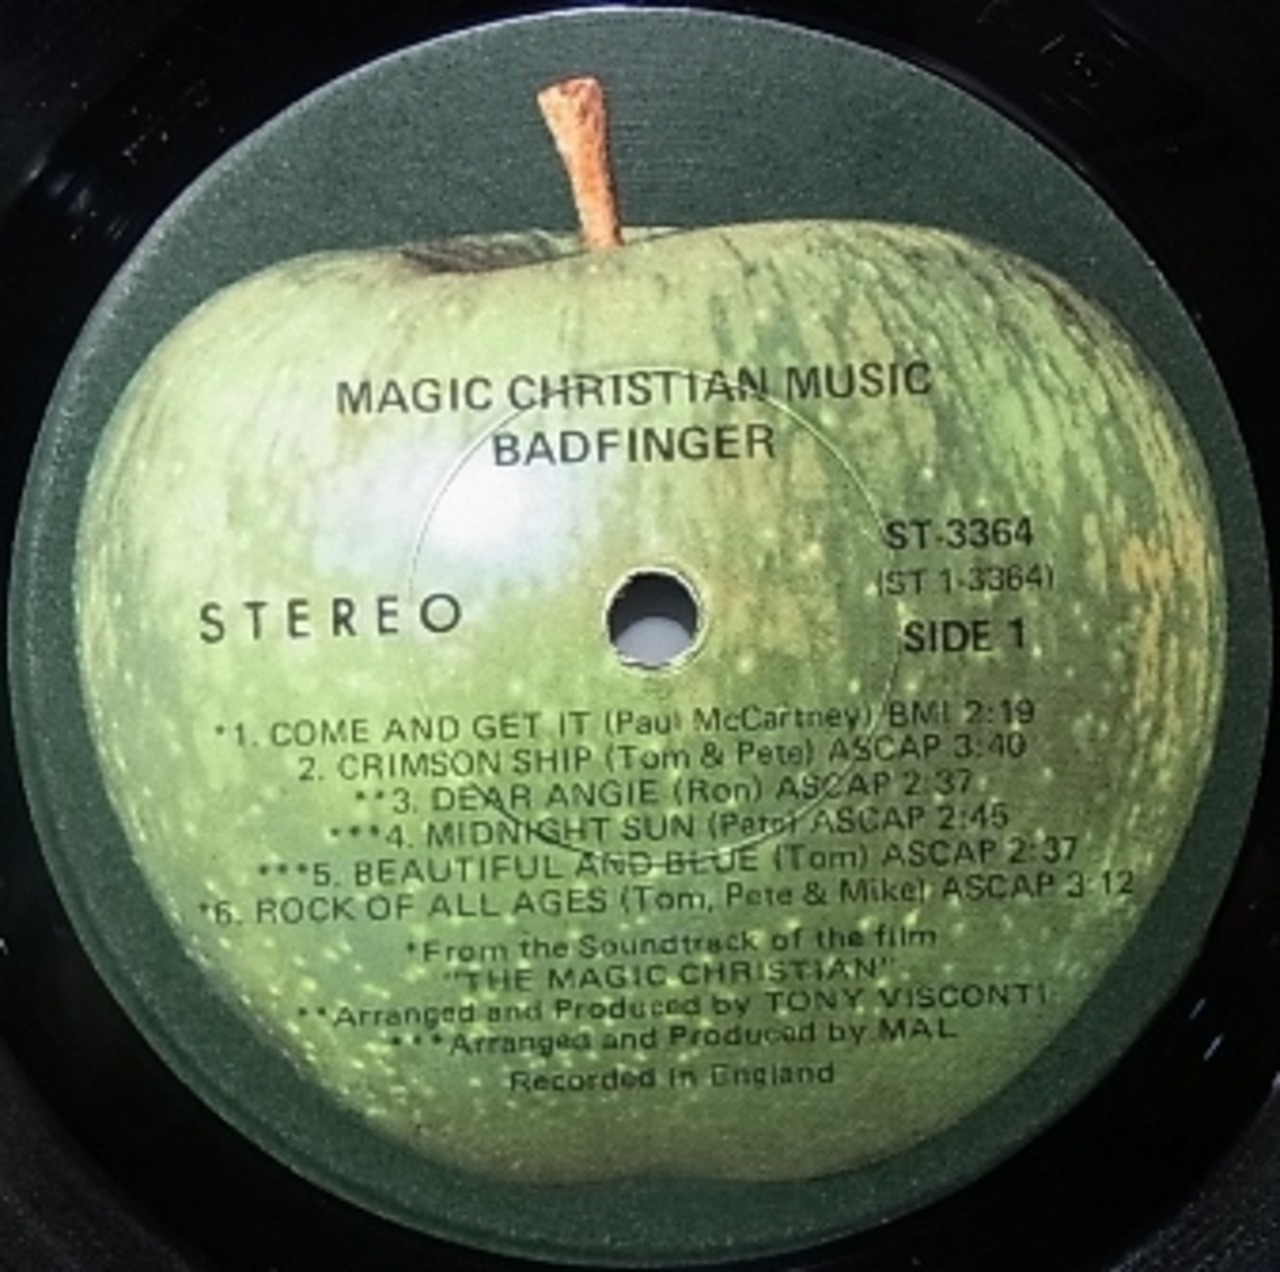 MAGIC CHRISTIAN MUSIC
BADFINGER
ST-3364
(ST 1-3364)
STEREO
SIDE 1
*1. COME AND GET IT (Paul McCartney) BMI 2:19
2. CRIMSON SHIP (Tom & Pete) ASCAP 3:40
**3. DEAR ANGIE (Ron) ASCAP 2:37
***4. MIDNIGHT SUN (Pete) ASCAP 2:45
***5. BEAUTIFUL AND BLUE (Tom) ASCAP 2:37
*6. ROCK OF ALL AGES (Tom, Pete & Mike) ASCAP 3:12
*From the Soundtrack of the film
"THE MAGIC CHRISTIAN"
**Arranged and Produced by TONY VISCONTI
***Arranged and Produced by MAL
Recorded in England